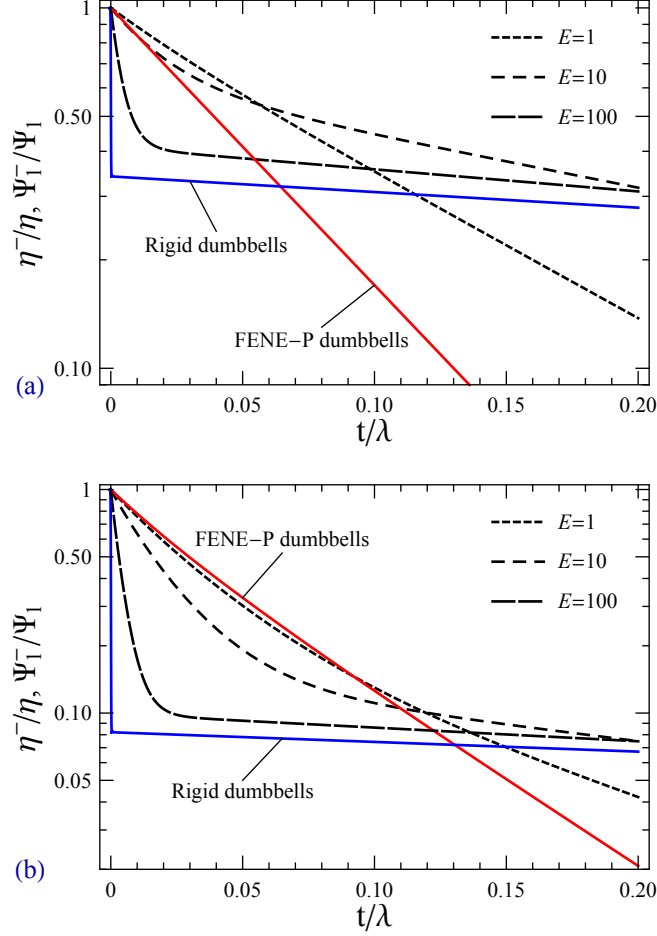 1
0.50
0.10
η⁻/η, Ψ₁⁻/Ψ₁
E=1
E=10
E=100
Rigid dumbbells
FENE–P dumbbells
(a)
0 0.05 0.10 0.15 0.20
t/λ
1
0.50
0.10
0.05
η⁻/η, Ψ₁⁻/Ψ₁
FENE–P dumbbells
E=1
E=10
E=100
Rigid dumbbells
(b)
0 0.05 0.10 0.15 0.20
t/λ